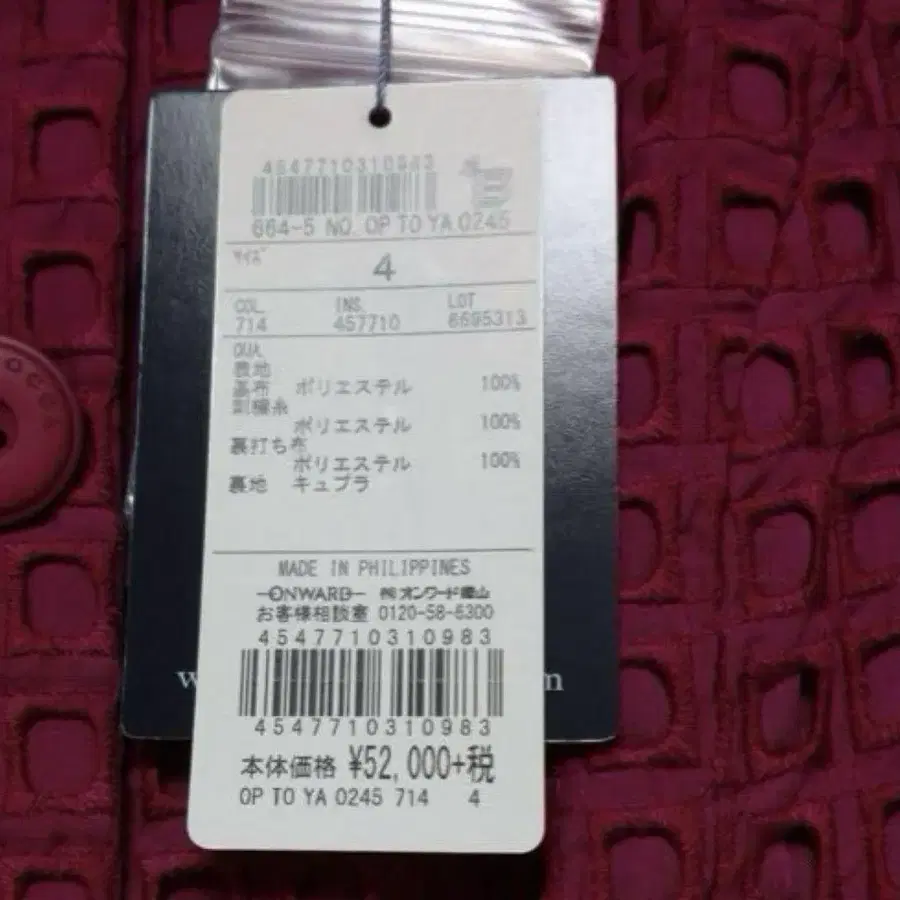 4547710310983
664-5 NO. OP TO YA 0245
サイズ 4
COL. INS. LOT
714 457710 6695313
QUA.
表地
基布 ポリエステル 100%
刺繍糸
ポリエステル 100%
裏打ち布
ポリエステル 100%
裏地 キュプラ
MADE IN PHILIPPINES
-ONWARD- ㈱オンワード樫山
お客様相談室 0120-58-6300
4547710310983
w m
4547710310983
本体価格 ¥52,000+税
OP TO YA 0245 714 4